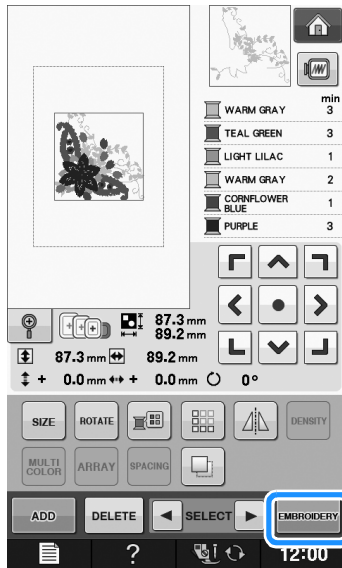 min
WARM GRAY 3
TEAL GREEN 3
LIGHT LILAC 1
WARM GRAY 2
CORNFLOWER
BLUE 1
PURPLE 3
87.3 mm
89.2 mm
87.3 mm 89.2 mm
+ 0.0 mm + 0.0 mm 0°
SIZE ROTATE DENSITY
MULTI
COLOR ARRAY SPACING
ADD DELETE SELECT EMBROIDERY
? 12:00